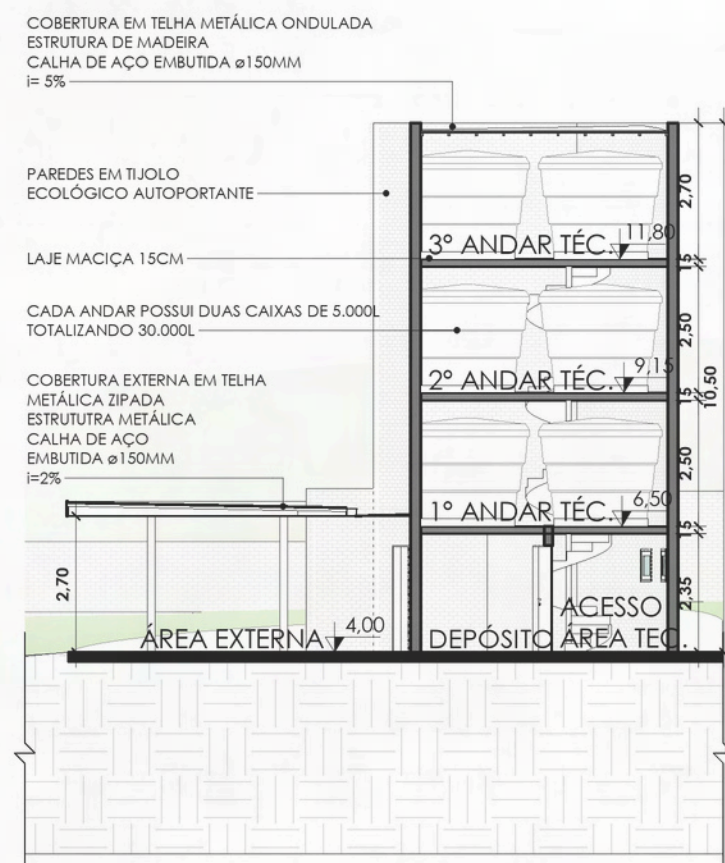 COBERTURA EM TELHA METÁLICA ONDULADA
ESTRUTURA DE MADEIRA
CALHA DE AÇO EMBUTIDA ø150MM
i= 5%
PAREDES EM TIJOLO
ECOLÓGICO AUTOPORTANTE
LAJE MACIÇA 15CM
CADA ANDAR POSSUI DUAS CAIXAS DE 5.000L
TOTALIZANDO 30.000L
COBERTURA EXTERNA EM TELHA
METÁLICA ZIPADA
ESTRUTUTRA METÁLICA
CALHA DE AÇO
EMBUTIDA ø150MM
i=2%
2,70
3º ANDAR TÉC. 11,80
15
2,50
2º ANDAR TÉC. 9,15
15
10,50
2,50
1º ANDAR TÉC. 6,50
15
2,70
2,35
ÁREA EXTERNA 4,00
DEPÓSITO
ACESSO
ÁREA TEC.